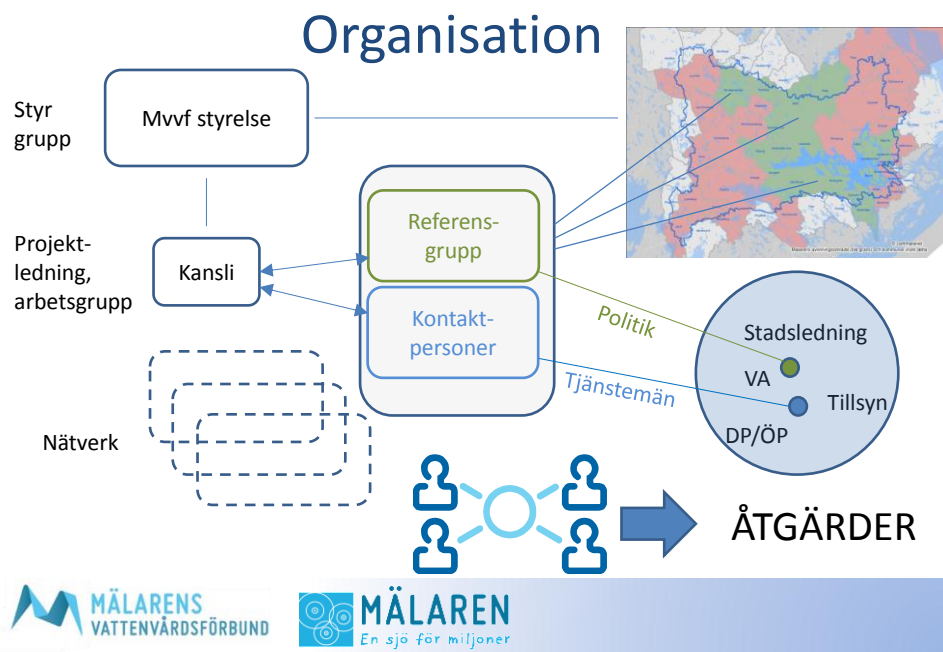 Organisation
Styr
grupp
Mvvf styrelse
Projekt-
ledning,
arbetsgrupp
Kansli
Referens-
grupp
Kontakt-
personer
Politik
Tjänstemän
Stadsledning
VA
Tillsyn
DP/ÖP
Nätverk
ÅTGÄRDER
MÄLARENS
VATTENVÅRDSFÖRBUND
MÄLAREN
En sjö för miljoner